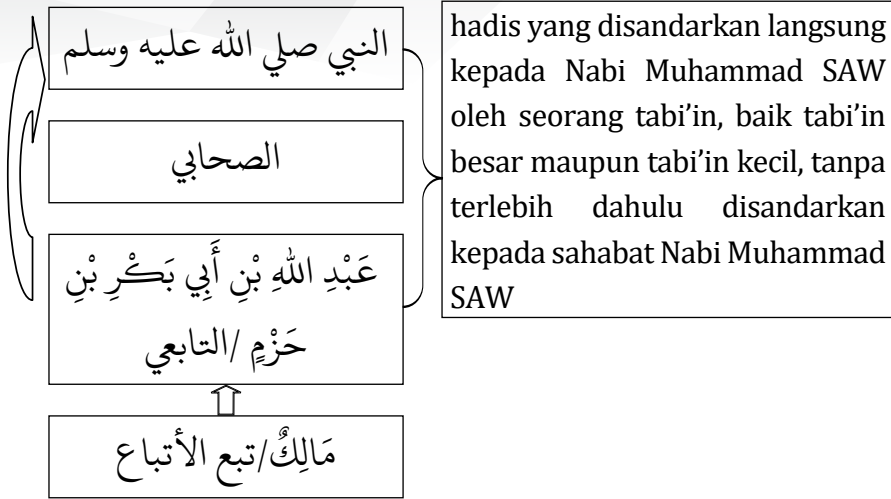 النبي صلي الله عليه وسلم
الصحابي
عَبْدِ اللهِ بْنِ أَبِي بَكْرِ بْنِ
حَزْمٍ /التابعي
مَالِكٌ/تبع الأتباع
hadis yang disandarkan langsung
kepada Nabi Muhammad SAW
oleh seorang tabi’in, baik tabi’in
besar maupun tabi’in kecil, tanpa
terlebih dahulu disandarkan
kepada sahabat Nabi Muhammad
SAW